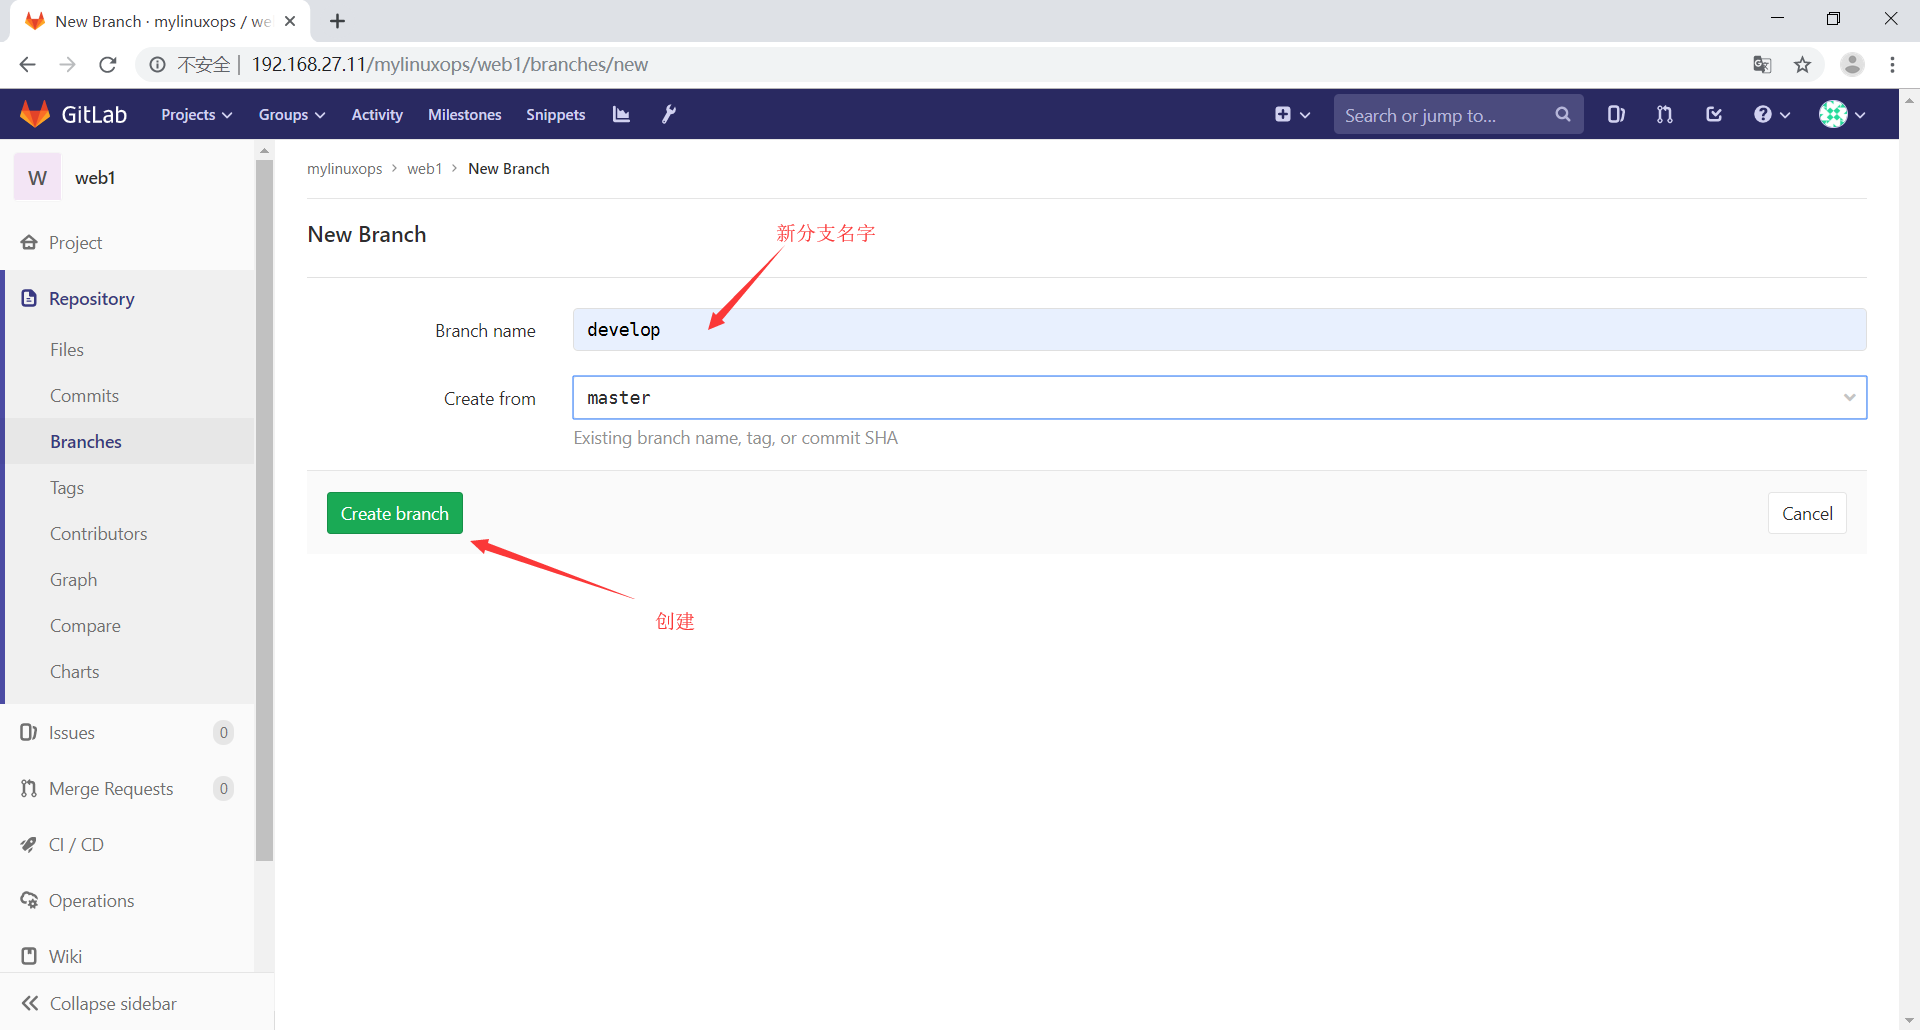 New Branch · mylinuxops / we
不安全 | 192.168.27.11/mylinuxops/web1/branches/new
GitLab Projects Groups Activity Milestones Snippets Search or jump to...
W web1
Project
Repository
Files
Commits
Branches
Tags
Contributors
Graph
Compare
Charts
Issues 0
Merge Requests 0
CI / CD
Operations
Wiki
Collapse sidebar
mylinuxops > web1 > New Branch
New Branch
新分支名字
Branch name develop
Create from master
Existing branch name, tag, or commit SHA
Create branch Cancel
创建